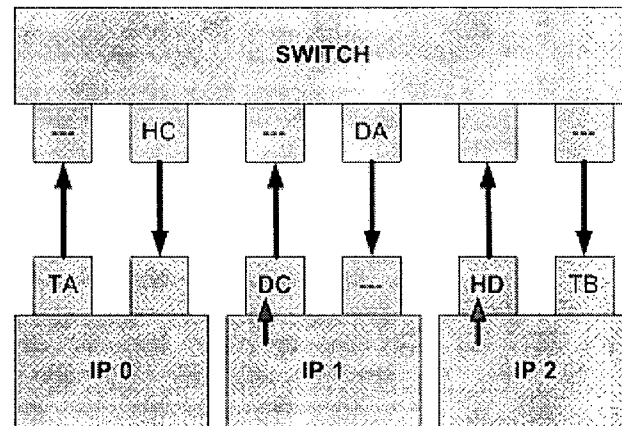 SWITCH
--- HC --- DA ---
TA DC --- HD TB
IP 0 IP 1 IP 2